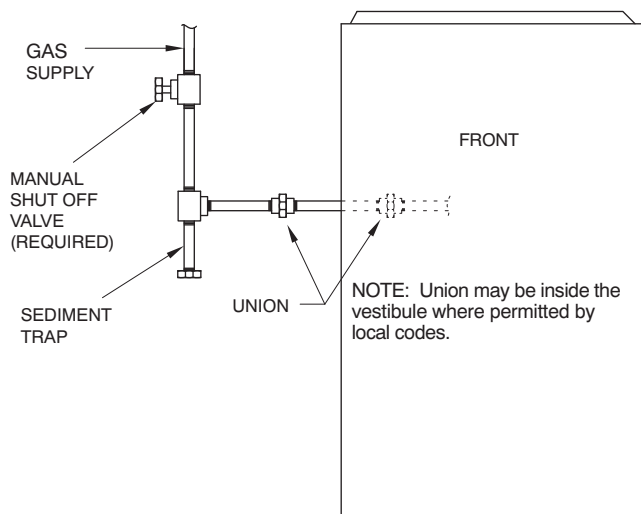 GAS
SUPPLY
FRONT
MANUAL
SHUT OFF
VALVE
(REQUIRED)
SEDIMENT
TRAP
UNION
NOTE: Union may be inside the
vestibule where permitted by
local codes.